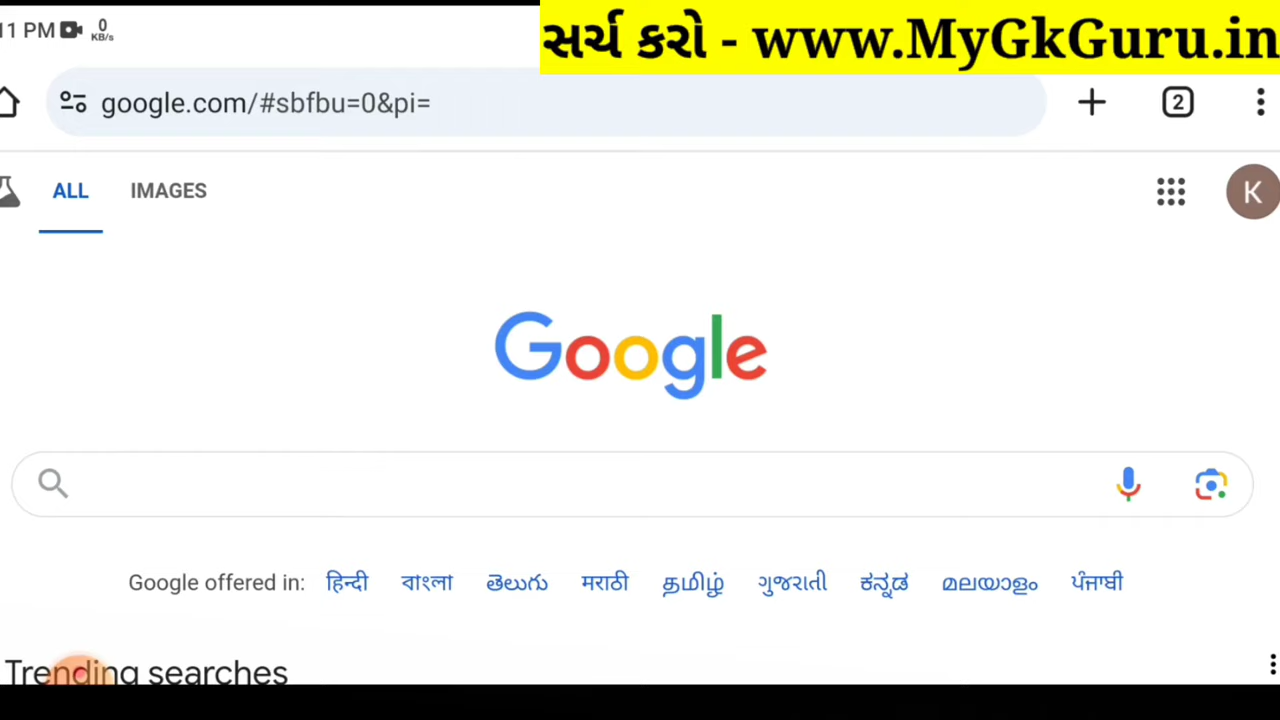 11 PM 0 KB/s
સર્ચ કરો - www.MyGkGuru.in
google.com/#sbfbu=0&pi=
2
ALL IMAGES
K
Google
Google offered in: हिन्दी বাংলা తెలుగు मराठी தமிழ் ગુજરાતી ಕನ್ನಡ മലയാളം ਪੰਜਾਬੀ
Trending searches